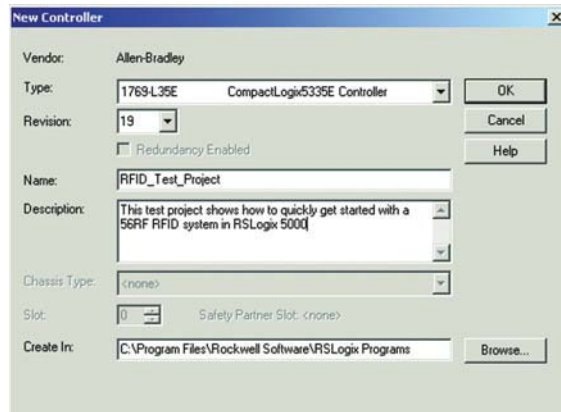 New Controller
Vendor: Allen-Bradley
Type: 1769-L35E CompactLogix5335E Controller OK
Revision: 19 Cancel
Redundancy Enabled Help
Name: RFID_Test_Project
Description: This test project shows how to quickly get started with a
56RF RFID system in RSLogix 5000
Chassis Type: <none>
Slot: 0 Safety Partner Slot: <none>
Create In: C:\Program Files\Rockwell Software\RSLogix Programs Browse...